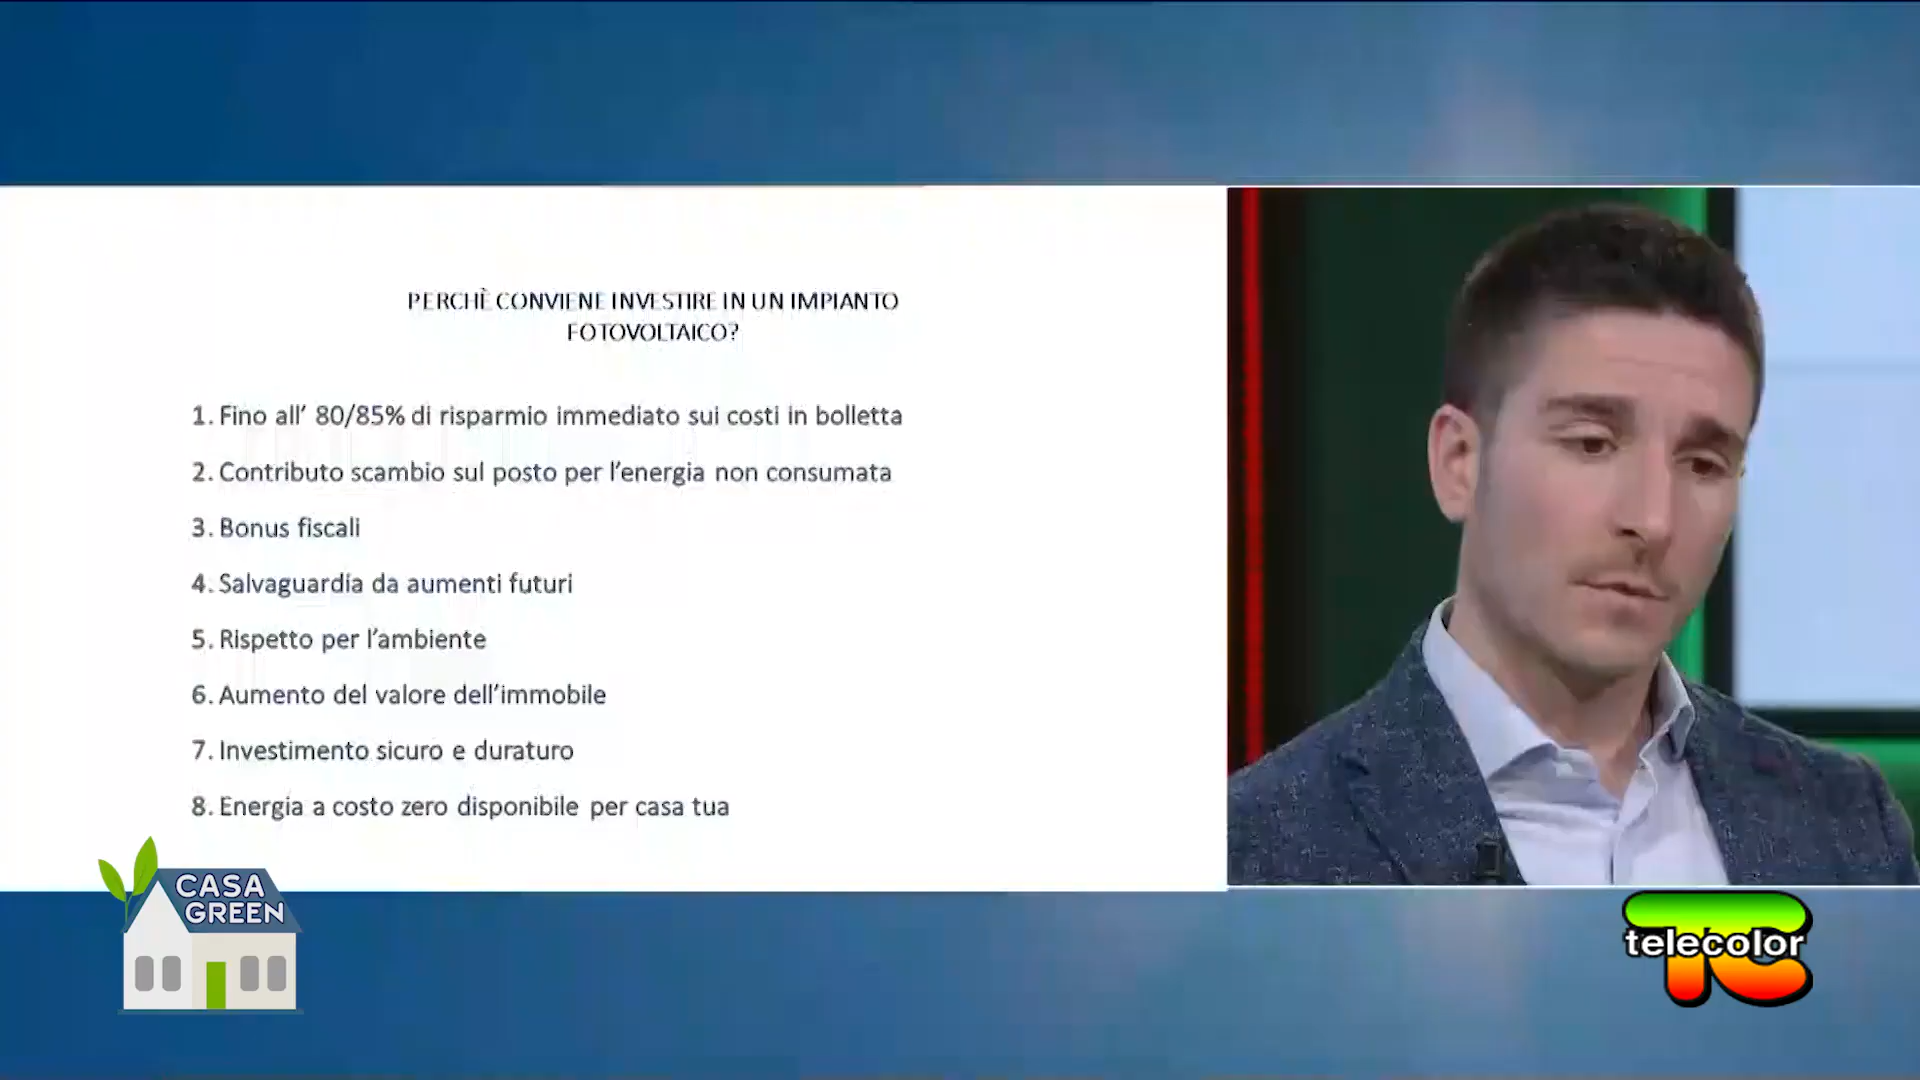 PERCHÈ CONVIENE INVESTIRE IN UN IMPIANTO
FOTOVOLTAICO?
1. Fino all’ 80/85% di risparmio immediato sui costi in bolletta
2. Contributo scambio sul posto per l’energia non consumata
3. Bonus fiscali
4. Salvaguardia da aumenti futuri
5. Rispetto per l’ambiente
6. Aumento del valore dell’immobile
7. Investimento sicuro e duraturo
8. Energia a costo zero disponibile per casa tua
CASA
GREEN
telecolor
TC